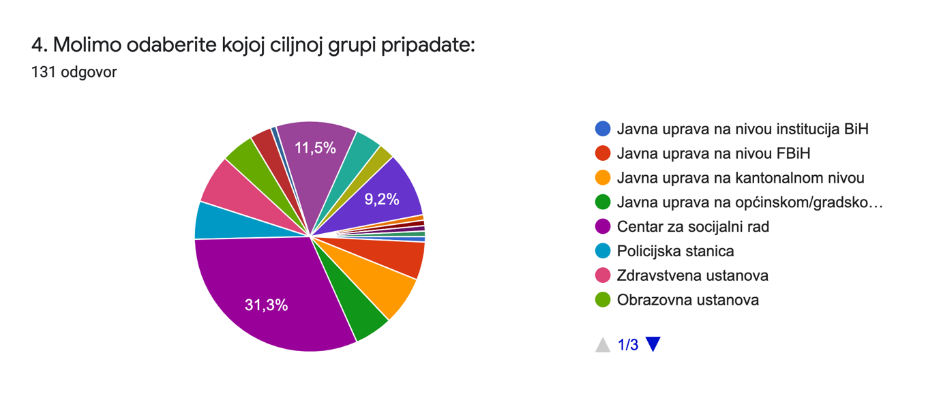 4. Molimo odaberite kojoj ciljnoj grupi pripadate:
131 odgovor
11,5%
9,2%
31,3%
Javna uprava na nivou institucija BiH
Javna uprava na nivou FBiH
Javna uprava na kantonalnom nivou
Javna uprava na općinskom/gradsko…
Centar za socijalni rad
Policijska stanica
Zdravstvena ustanova
Obrazovna ustanova
1/3